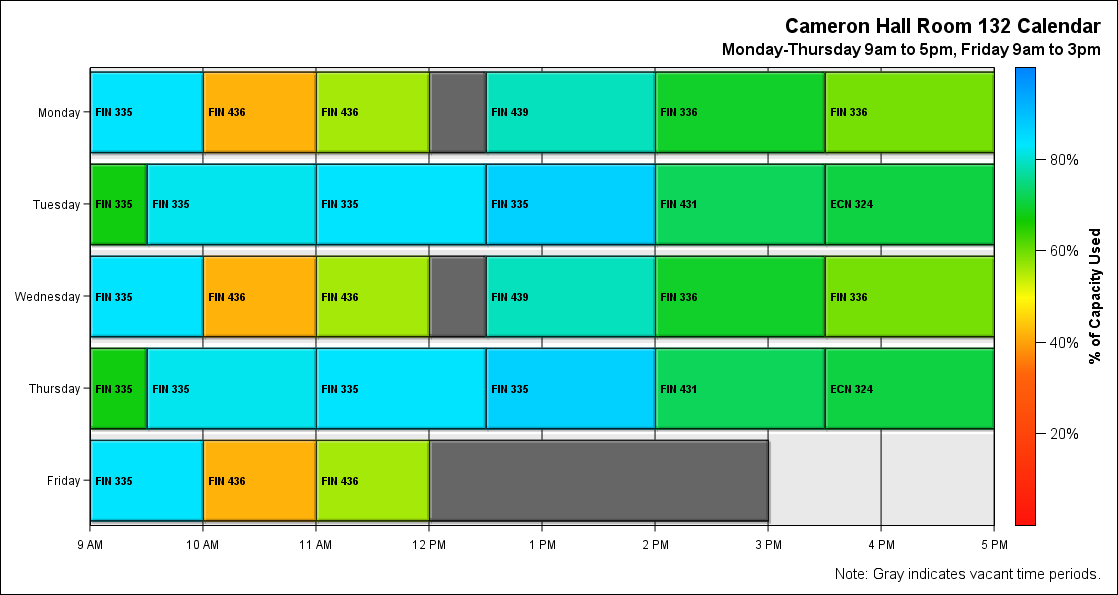 Cameron Hall Room 132 Calendar
Monday-Thursday 9am to 5pm, Friday 9am to 3pm
Monday FIN 335 FIN 436 FIN 436 FIN 439 FIN 336 FIN 336
Tuesday FIN 335 FIN 335 FIN 335 FIN 335 FIN 431 ECN 324
Wednesday FIN 335 FIN 436 FIN 436 FIN 439 FIN 336 FIN 336
Thursday FIN 335 FIN 335 FIN 335 FIN 335 FIN 431 ECN 324
Friday FIN 335 FIN 436 FIN 436
9 AM 10 AM 11 AM 12 PM 1 PM 2 PM 3 PM 4 PM 5 PM
80%
60%
40%
20%
% of Capacity Used
Note: Gray indicates vacant time periods.